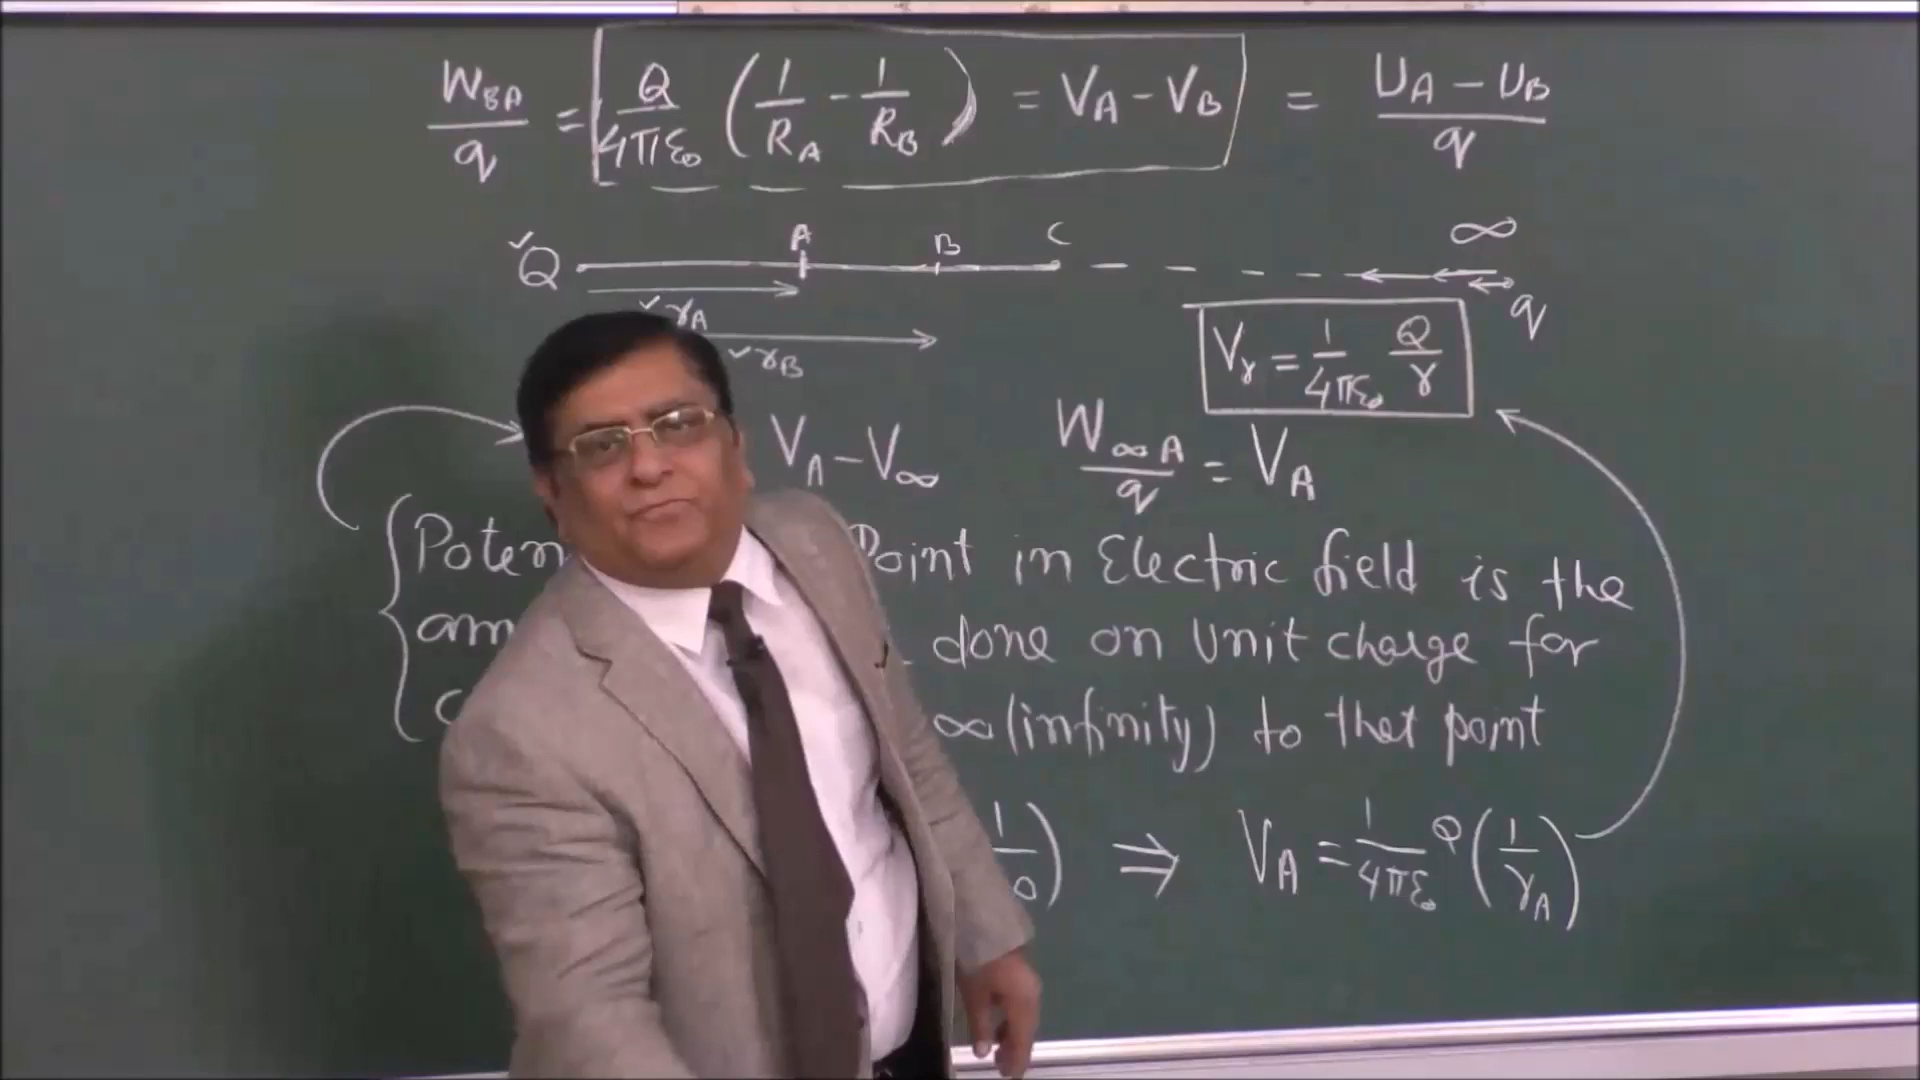 W_BA/q = Q/4πε₀ (1/R_A - 1/R_B) = V_A - V_B = (U_A - U_B)/q
Q A B C ∞
r_A q
r_B
V_r = 1/4πε₀ Q/r
V_A - V_∞ W_∞A/q = V_A
Point in Electric field is the
done on unit charge for
∞ (infinity) to that point
⇒ V_A = 1/4πε₀ Q (1/r_A)